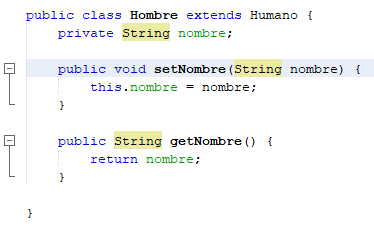 public class Hombre extends Humano {
private String nombre;
public void setNombre(String nombre) {
this.nombre = nombre;
}
public String getNombre() {
return nombre;
}
}